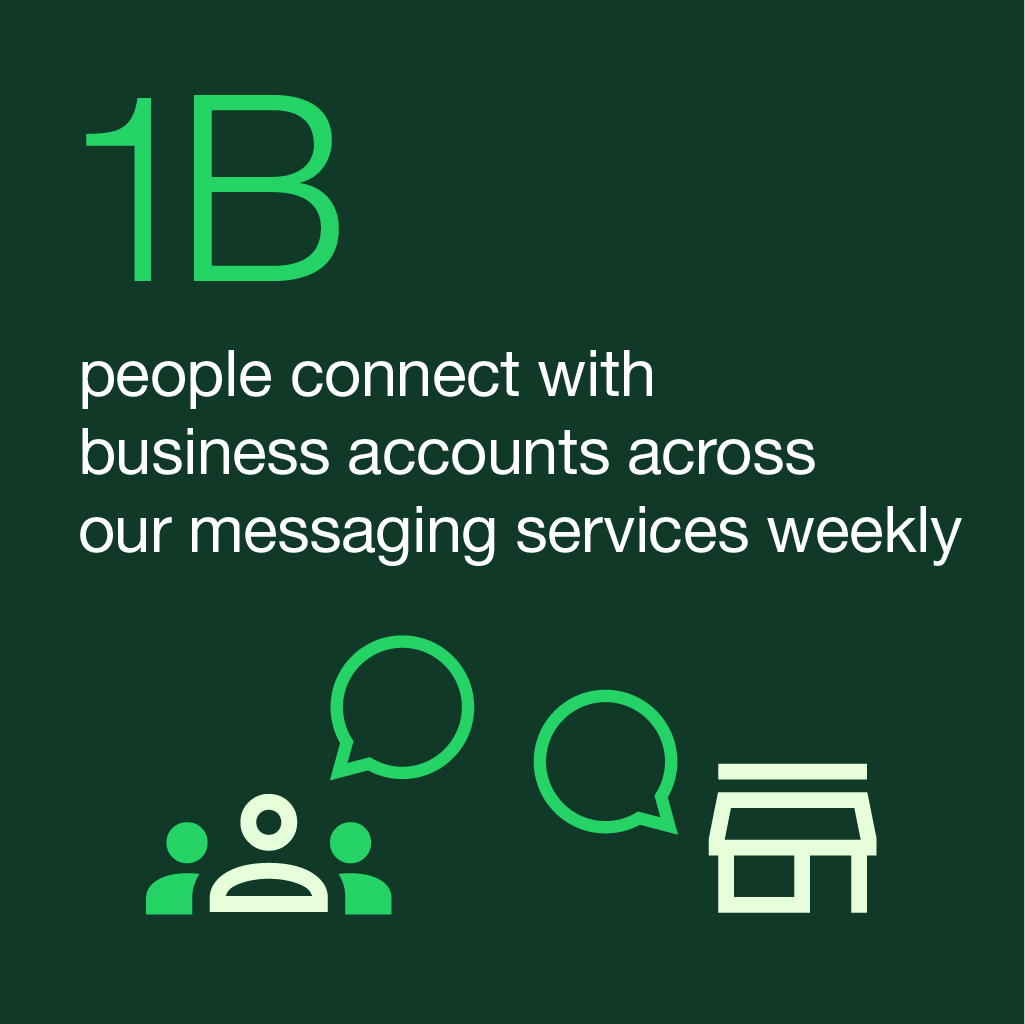 1B
people connect with
business accounts across
our messaging services weekly